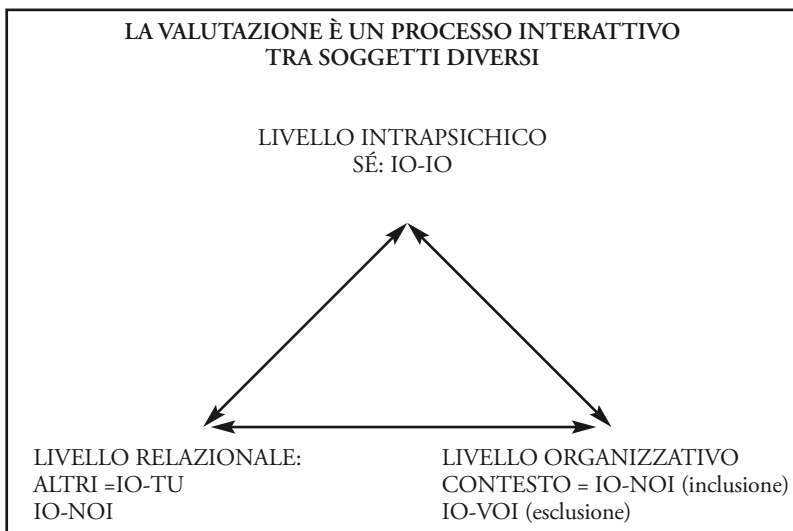 LA VALUTAZIONE È UN PROCESSO INTERATTIVO
TRA SOGGETTI DIVERSI
LIVELLO INTRAPSICHICO
SÉ: IO-IO
LIVELLO RELAZIONALE:
ALTRI =IO-TU
IO-NOI
LIVELLO ORGANIZZATIVO
CONTESTO = IO-NOI (inclusione)
IO-VOI (esclusione)